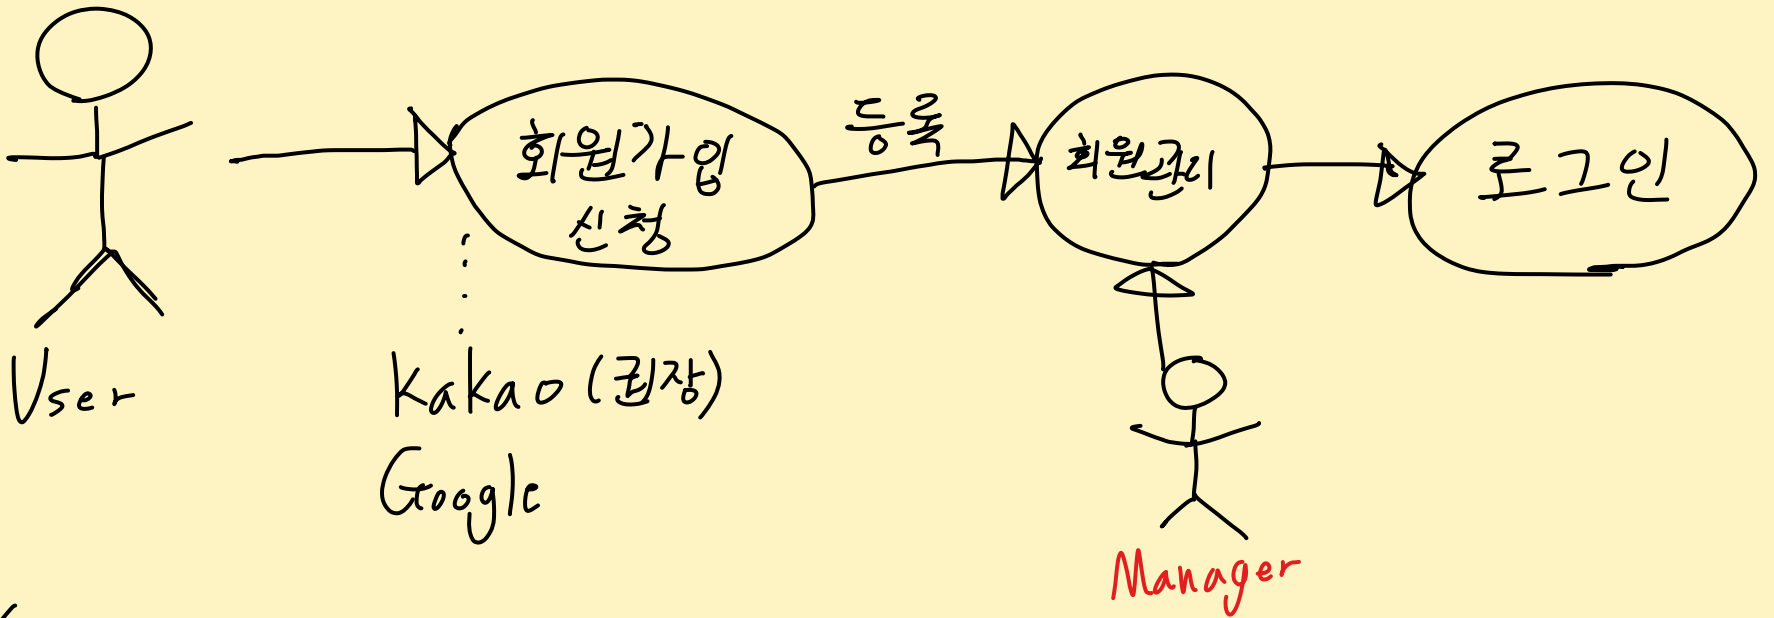 등록
회원가입
신청
회원관리
로그인
User
Kakao (권장)
Google
Manager